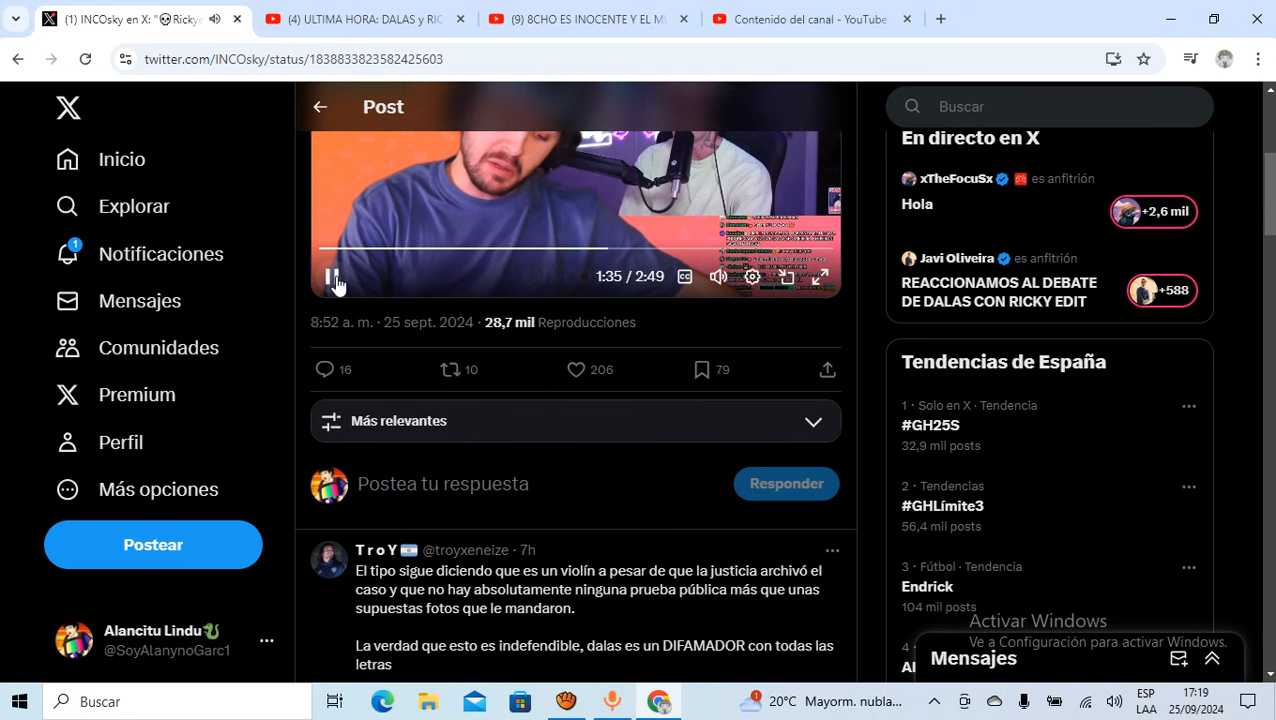 (1) INCOsky en X: "💀Rickye
(4) ULTIMA HORA: DALAS y RIC
(9) 8CHO ES INOCENTE Y EL MU
Contenido del canal - YouTube
twitter.com/INCOsky/status/1838833823582425603
Post
Buscar
Inicio
Explorar
1
Notificaciones
Mensajes
Comunidades
Premium
Perfil
Más opciones
Postear
Alancitu Lindu🐉
@SoyAlanynoGarc1
1:35 / 2:49
8:52 a. m. · 25 sept. 2024 · 28,7 mil Reproducciones
16
10
206
79
Más relevantes
Postea tu respuesta
Responder
T r o Y🇦🇷 @troyxeneize · 7h
El tipo sigue diciendo que es un violín a pesar de que la justicia archivó el
caso y que no hay absolutamente ninguna prueba pública más que unas
supuestas fotos que le mandaron.
La verdad que esto es indefendible, dalas es un DIFAMADOR con todas las
letras
En directo en X
xTheFocusSx es anfitrión
Hola
+2,6 mil
Javi Oliveira es anfitrión
REACCIONAMOS AL DEBATE
DE DALAS CON RICKY EDIT
+588
Tendencias de España
1 · Solo en X · Tendencia
#GH25S
32,9 mil posts
2 · Tendencias
#GHLímite3
56,4 mil posts
3 · Fútbol · Tendencia
Endrick
104 mil posts
Activar Windows
Ve a Configuración para activar Windows.
Mensajes
Buscar
1
20°C Mayorm. nubla...
ESP
LAA
17:19
25/09/2024